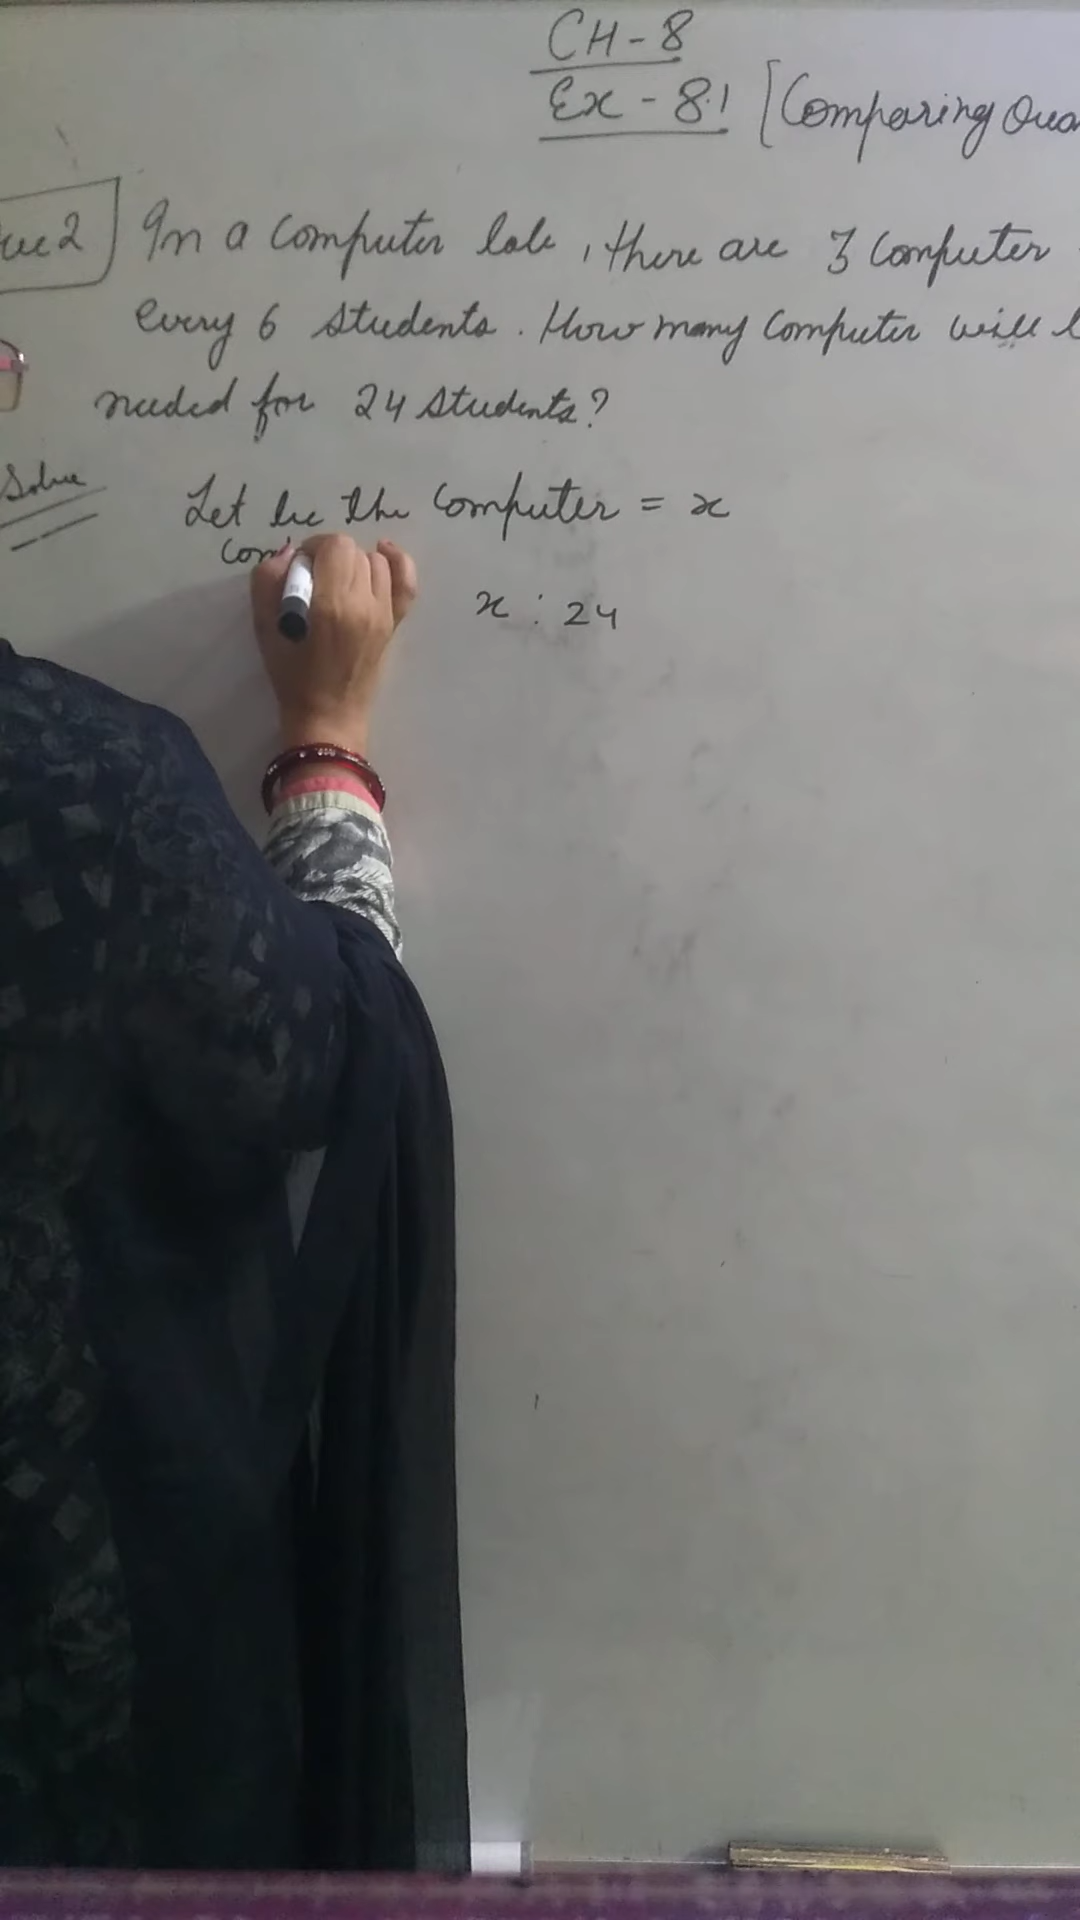 CH-8
Ex - 8.1 [Comparing
2] In a Computer lab, there are 3 Computer
every 6 students. How many Computer will
needed for 24 students?
Solve
Let be the Computer = x
x : 24